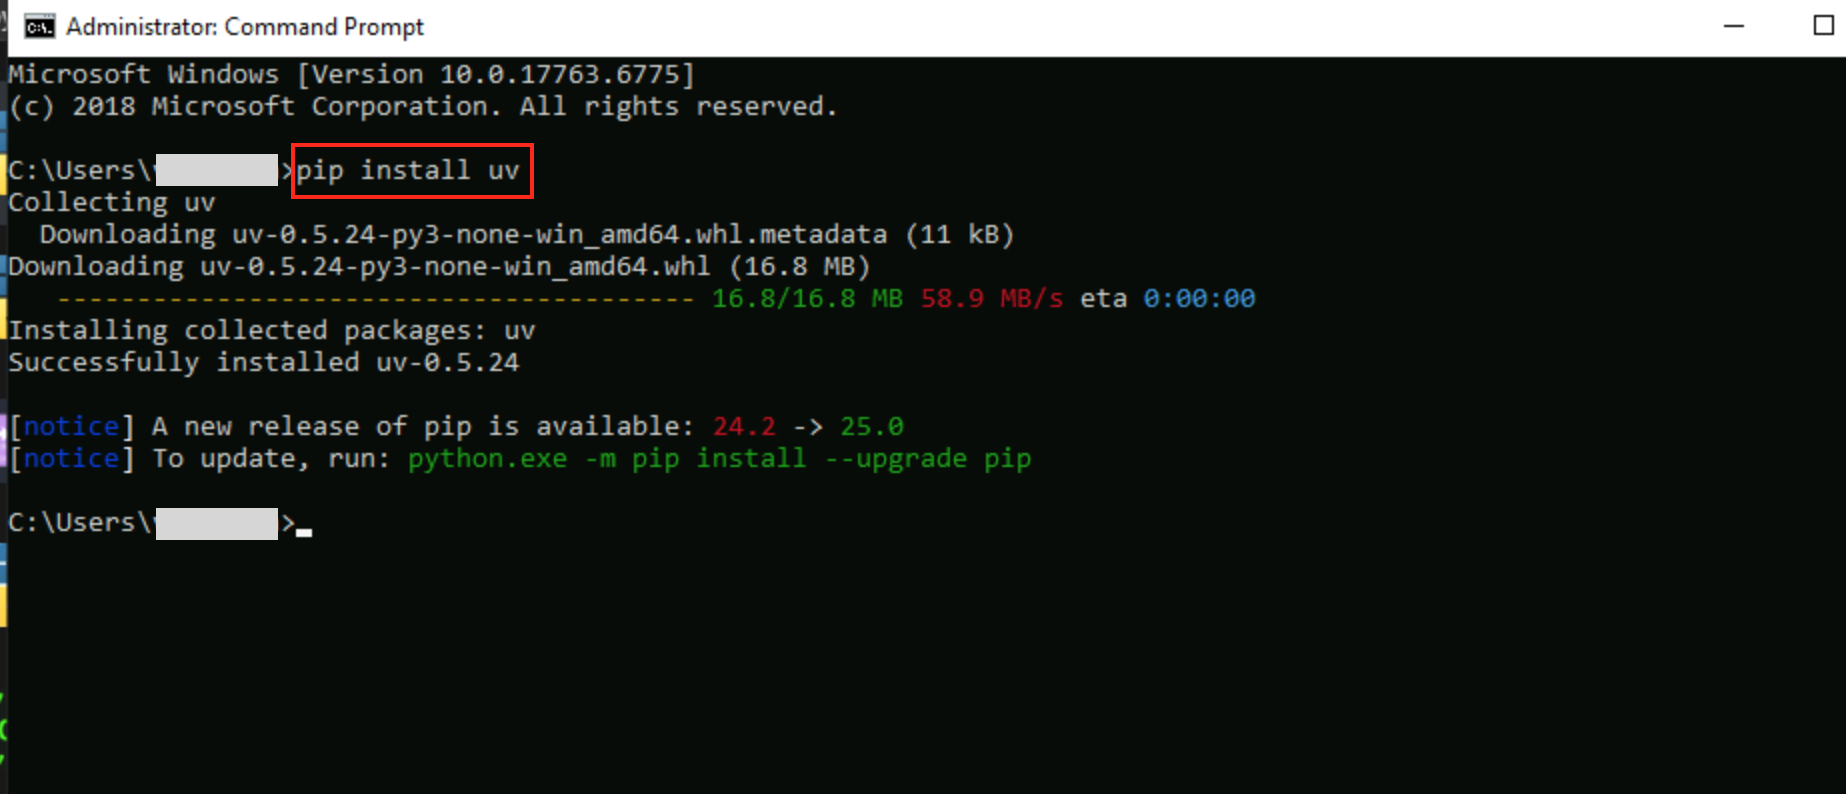 Administrator: Command Prompt
Microsoft Windows [Version 10.0.17763.6775]
(c) 2018 Microsoft Corporation. All rights reserved.
C:\Users\>pip install uv
Collecting uv
  Downloading uv-0.5.24-py3-none-win_amd64.whl.metadata (11 kB)
Downloading uv-0.5.24-py3-none-win_amd64.whl (16.8 MB)
   ---------------------------------------- 16.8/16.8 MB 58.9 MB/s eta 0:00:00
Installing collected packages: uv
Successfully installed uv-0.5.24
[notice] A new release of pip is available: 24.2 -> 25.0
[notice] To update, run: python.exe -m pip install --upgrade pip
C:\Users\>